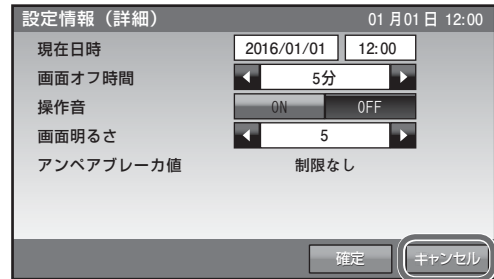 設定情報（詳細） 01月01日 12:00
現在日時 2016/01/01 12:00
画面オフ時間 5分
操作音 ON OFF
画面明るさ 5
アンペアブレーカ値 制限なし
確定 キャンセル